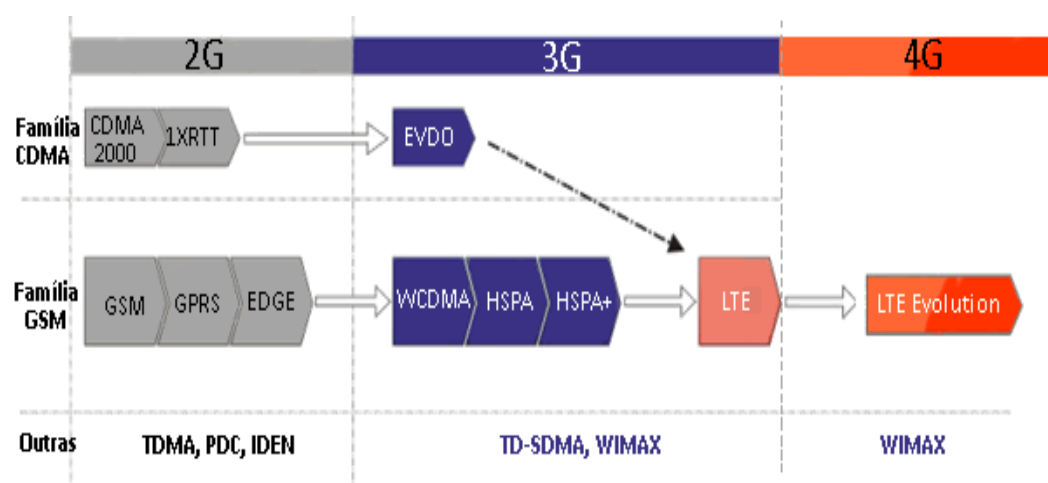 2G
3G
4G
Família
CDMA
CDMA
2000
1XRTT
EVDO
Família
GSM
GSM
GPRS
EDGE
WCDMA
HSPA
HSPA+
LTE
LTE Evolution
Outras
TDMA, PDC, IDEN
TD-SDMA, WIMAX
WIMAX